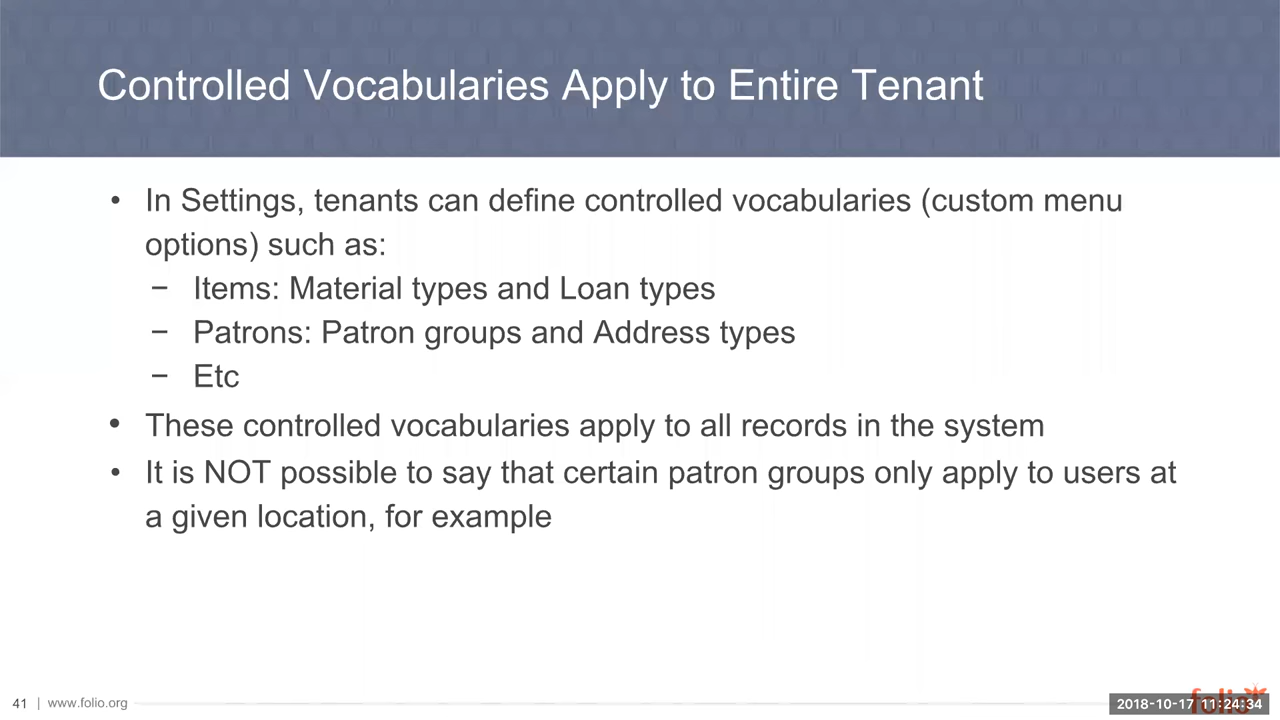 Controlled Vocabularies Apply to Entire Tenant
• In Settings, tenants can define controlled vocabularies (custom menu
options) such as:
− Items: Material types and Loan types
− Patrons: Patron groups and Address types
− Etc
• These controlled vocabularies apply to all records in the system
• It is NOT possible to say that certain patron groups only apply to users at
a given location, for example
41 | www.folio.org
folio
2018-10-17 11:24:34